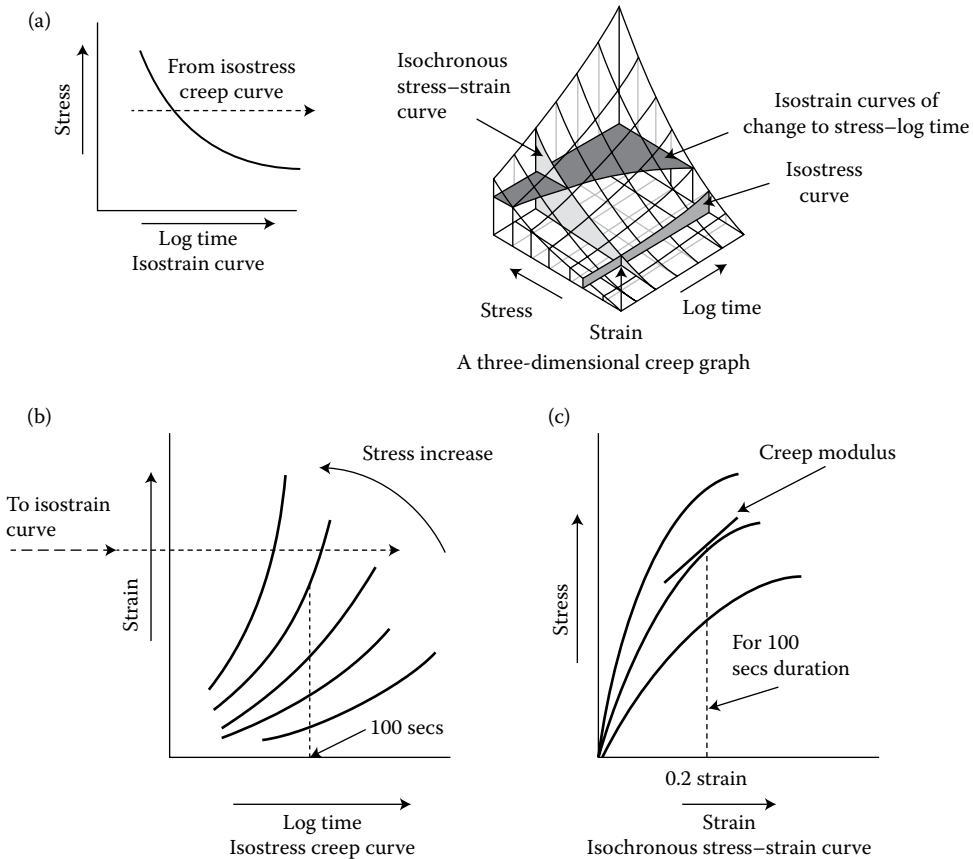 (a)
Stress
From isostress
creep curve
Log time
Isostrain curve
Isochronous
stress–strain
curve
Isostrain curves of
change to stress–log time
Isostress
curve
Stress
Strain
Log time
A three-dimensional creep graph
(b)
To isostrain
curve
Strain
Stress increase
100 secs
Log time
Isostress creep curve
(c)
Stress
Creep modulus
For 100
secs duration
0.2 strain
Strain
Isochronous stress–strain curve